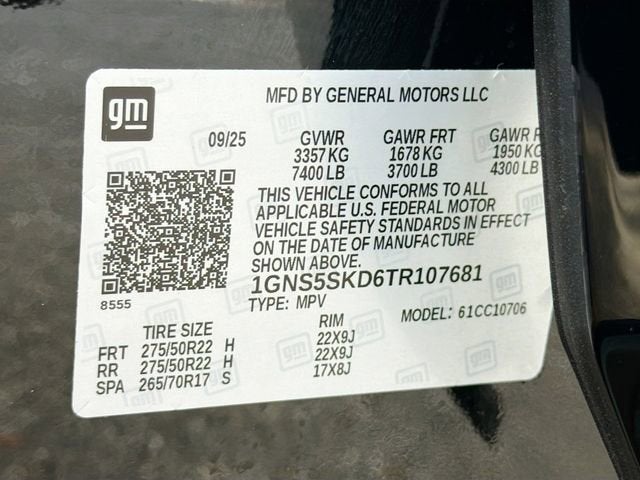 gm
MFD BY GENERAL MOTORS LLC
09/25 GVWR GAWR FRT GAWR
3357 KG 1678 KG 1950 KG
7400 LB 3700 LB 4300 LB
THIS VEHICLE CONFORMS TO ALL
APPLICABLE U.S. FEDERAL MOTOR
VEHICLE SAFETY STANDARDS IN EFFECT
ON THE DATE OF MANUFACTURE
SHOWN ABOVE.
1GNS5SKD6TR107681
8555
TYPE: MPV MODEL: 61CC10706
TIRE SIZE RIM
FRT 275/50R22 H 22X9J
RR 275/50R22 H 22X9J
SPA 265/70R17 S 17X8J